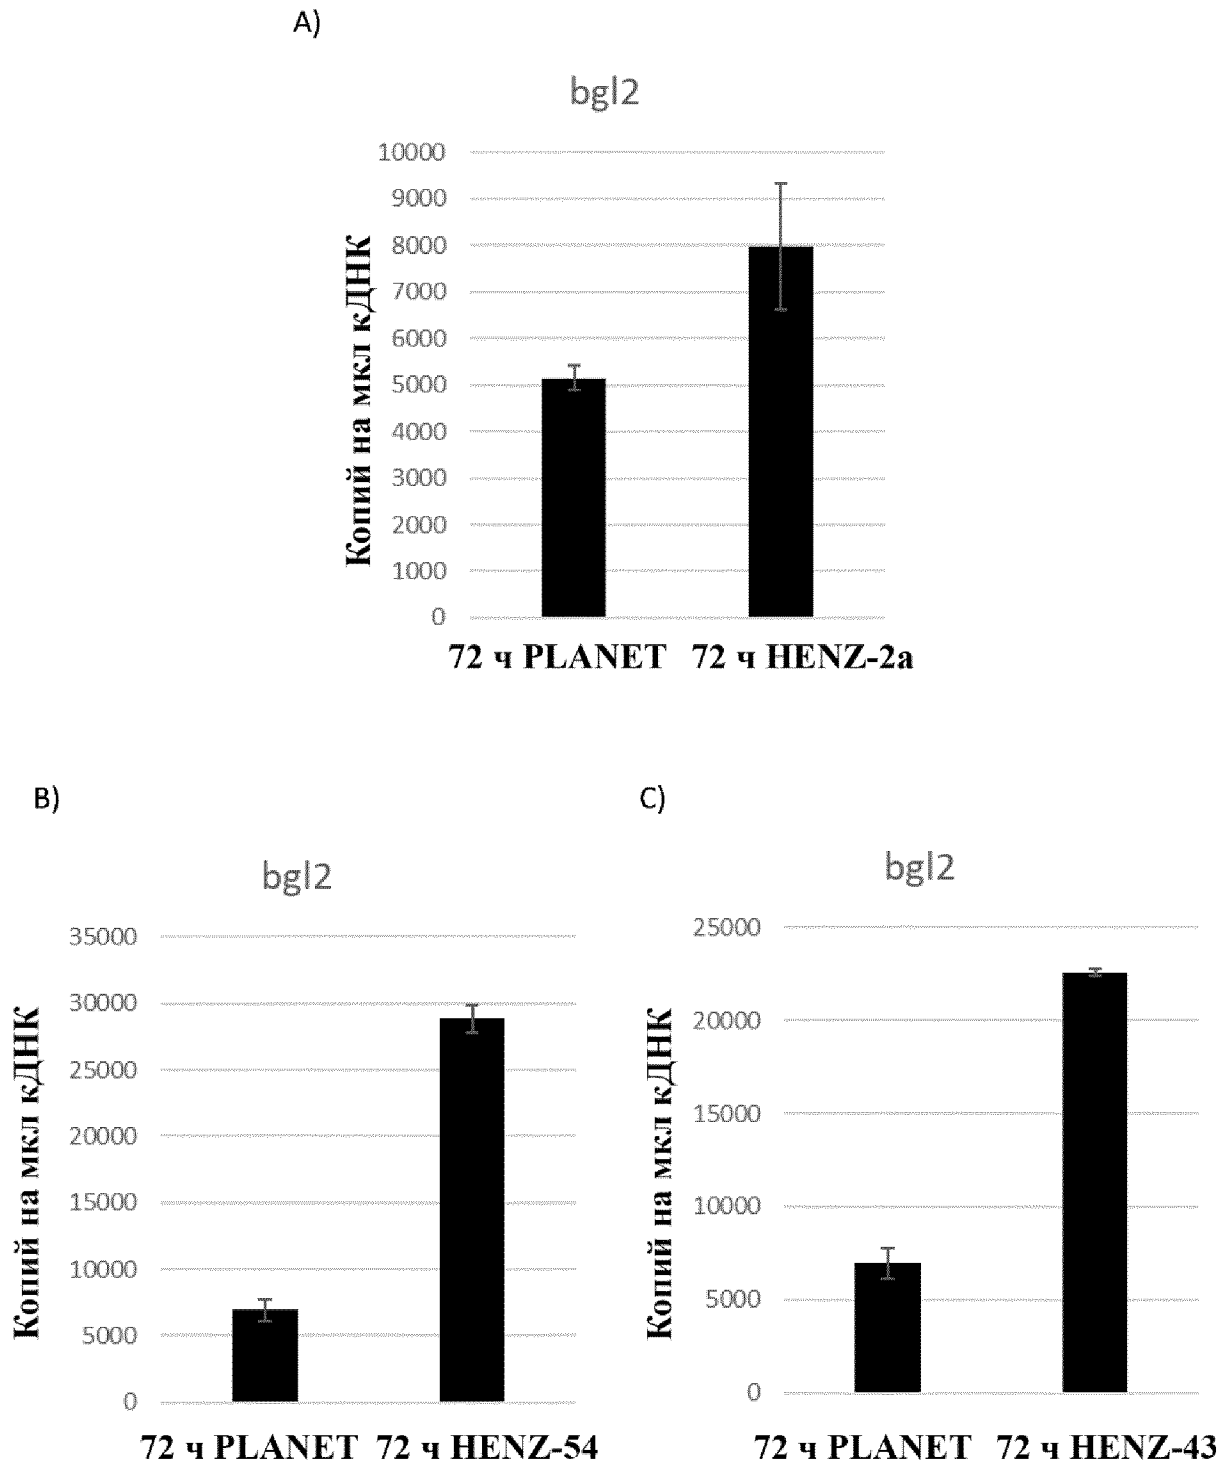 A)
bgl2
10000
9000
8000
7000
6000
5000
4000
3000
2000
1000
0
Копий на мкл кДНК
72 ч PLANET 72 ч HENZ-2a
B)
bgl2
35000
30000
25000
20000
15000
10000
5000
0
Копий на мкл кДНК
72 ч PLANET 72 ч HENZ-54
C)
bgl2
25000
20000
15000
10000
5000
0
Копий на мкл кДНК
72 ч PLANET 72 ч HENZ-43